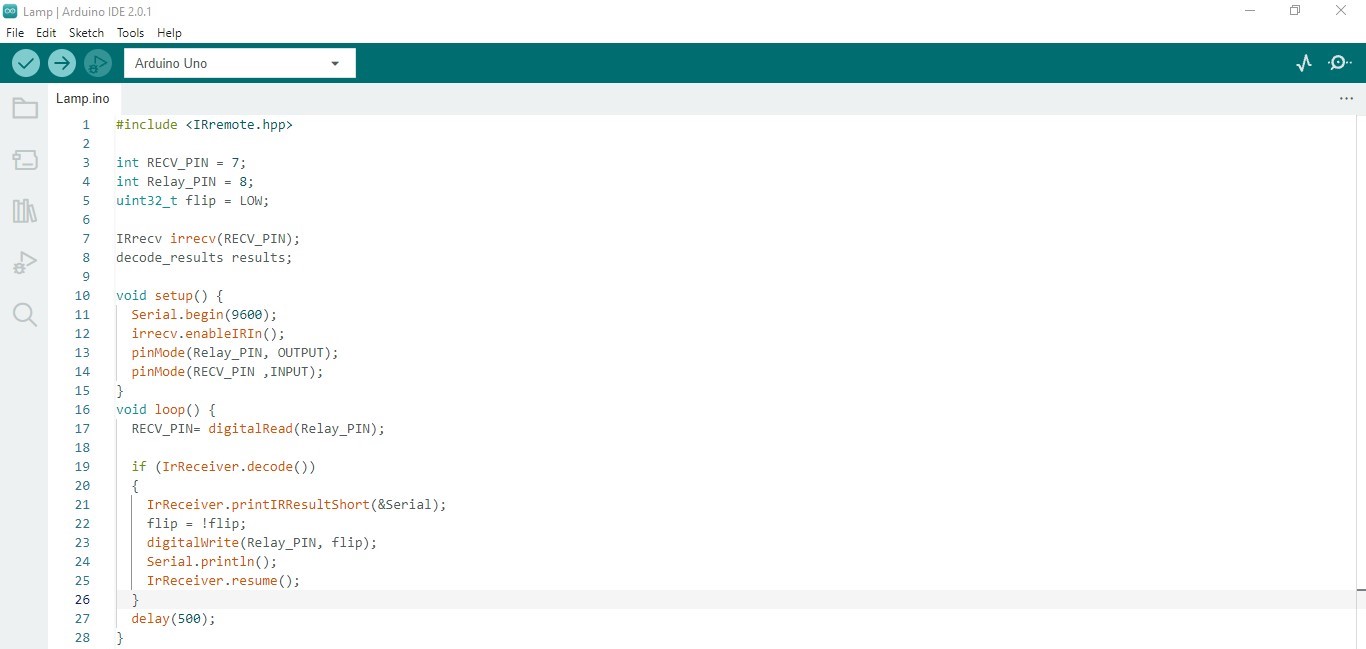 Lamp | Arduino IDE 2.0.1
File Edit Sketch Tools Help
Arduino Uno
Lamp.ino
1 #include <IRremote.hpp>
2
3 int RECV_PIN = 7;
4 int Relay_PIN = 8;
5 uint32_t flip = LOW;
6
7 IRrecv irrecv(RECV_PIN);
8 decode_results results;
9
10 void setup() {
11 Serial.begin(9600);
12 irrecv.enableIRIn();
13 pinMode(Relay_PIN, OUTPUT);
14 pinMode(RECV_PIN ,INPUT);
15 }
16 void loop() {
17 RECV_PIN= digitalRead(Relay_PIN);
18
19 if (IrReceiver.decode())
20 {
21 IrReceiver.printIRResultShort(&Serial);
22 flip = !flip;
23 digitalWrite(Relay_PIN, flip);
24 Serial.println();
25 IrReceiver.resume();
26 }
27 delay(500);
28 }